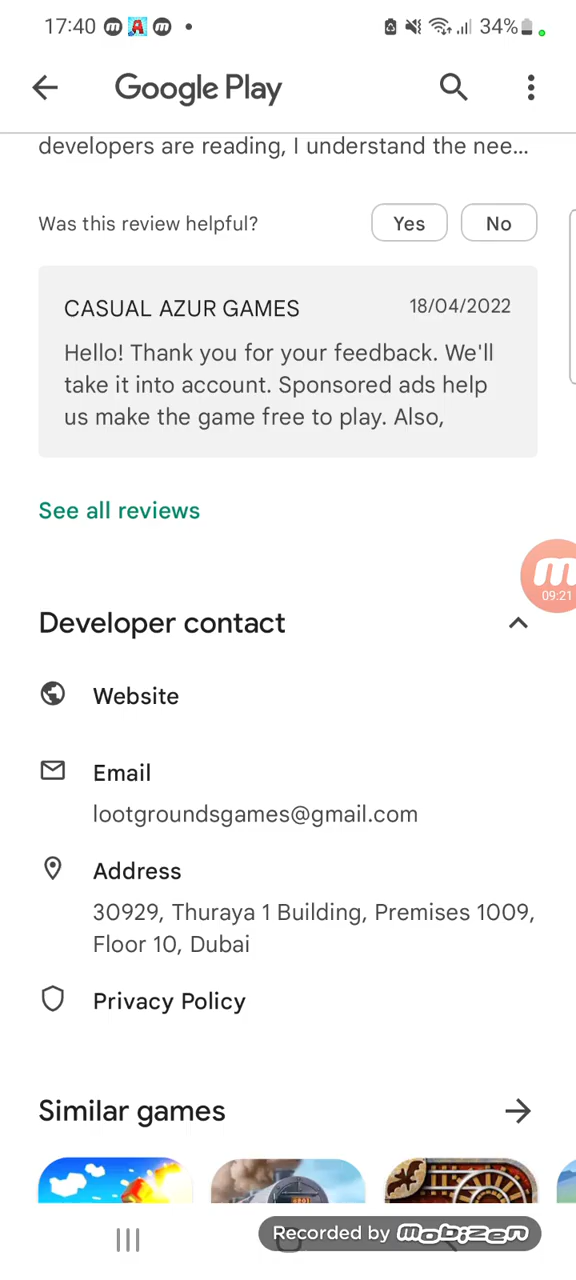 17:40 34%
Google Play
developers are reading, I understand the nee...
Was this review helpful? Yes No
CASUAL AZUR GAMES 18/04/2022
Hello! Thank you for your feedback. We'll
take it into account. Sponsored ads help
us make the game free to play. Also,
See all reviews
m
09:21
Developer contact
Website
Email
lootgroundsgames@gmail.com
Address
30929, Thuraya 1 Building, Premises 1009,
Floor 10, Dubai
Privacy Policy
Similar games
Recorded by mobizen